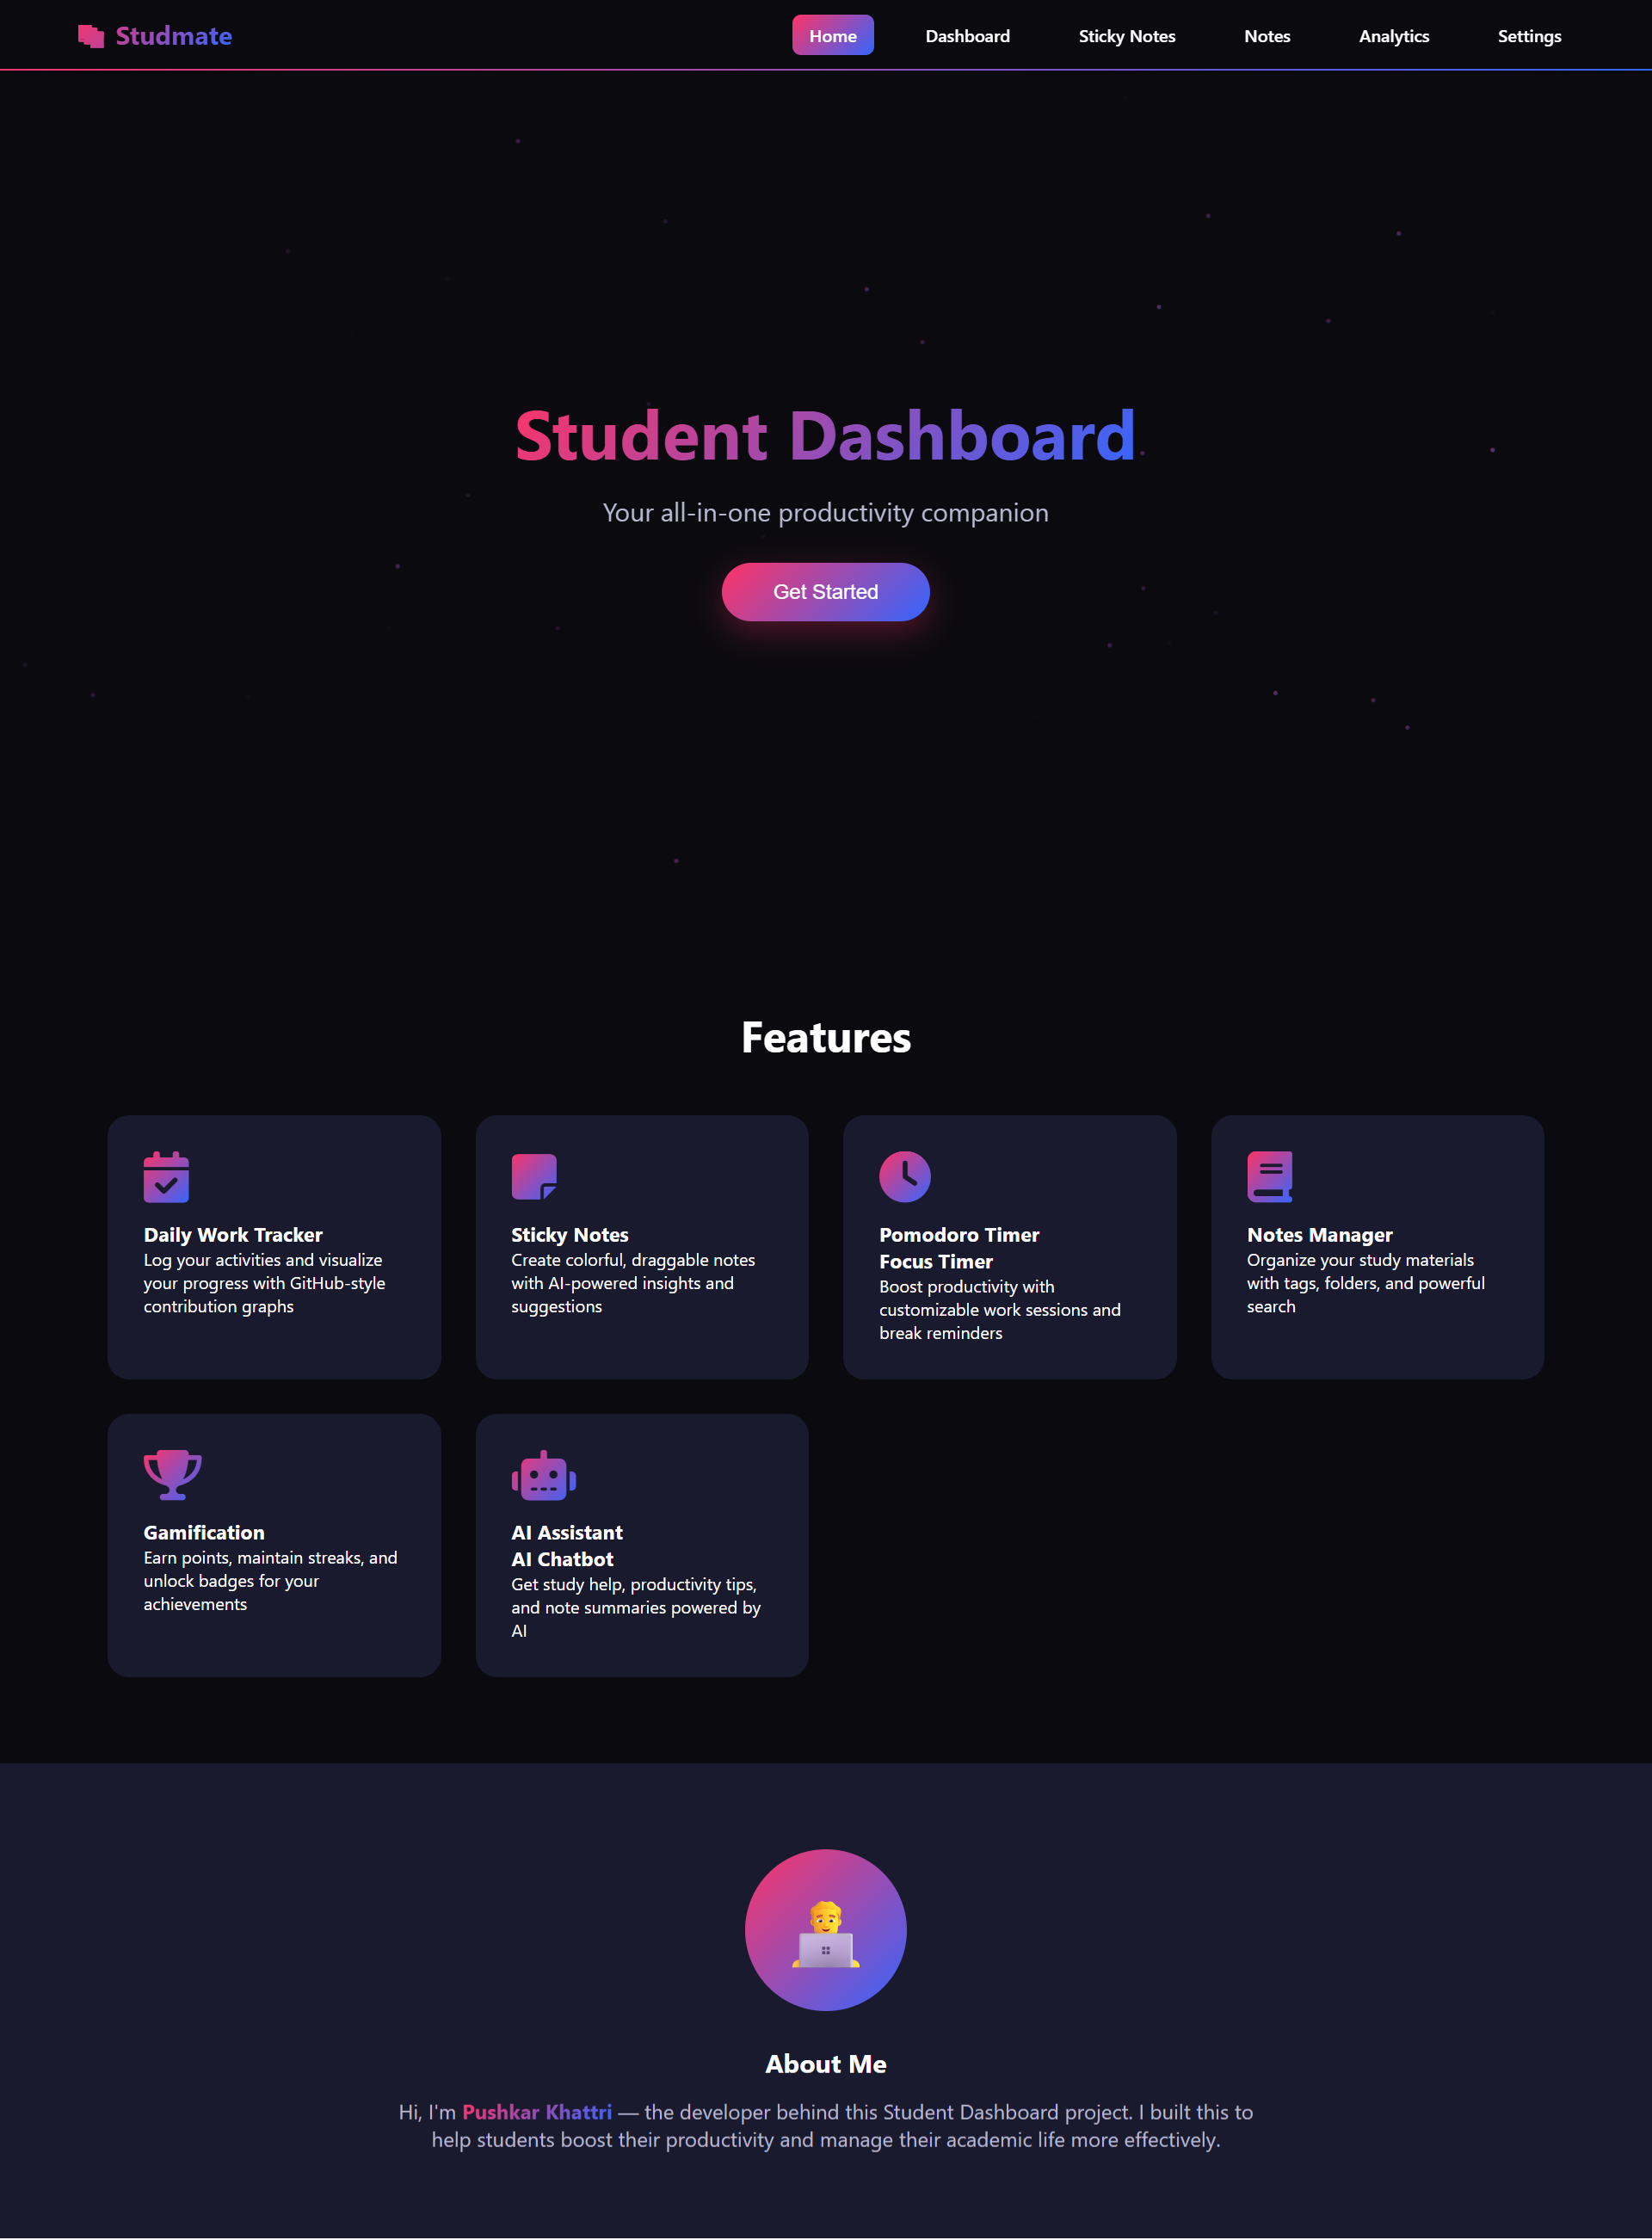 Studmate
Home
Dashboard
Sticky Notes
Notes
Analytics
Settings
Student Dashboard
Your all-in-one productivity companion
Get Started
Features
Daily Work Tracker
Log your activities and visualize
your progress with GitHub-style
contribution graphs
Sticky Notes
Create colorful, draggable notes
with AI-powered insights and
suggestions
Pomodoro Timer
Focus Timer
Boost productivity with
customizable work sessions and
break reminders
Notes Manager
Organize your study materials
with tags, folders, and powerful
search
Gamification
Earn points, maintain streaks, and
unlock badges for your
achievements
AI Assistant
AI Chatbot
Get study help, productivity tips,
and note summaries powered by
AI
About Me
Hi, I'm Pushkar Khattri — the developer behind this Student Dashboard project. I built this to
help students boost their productivity and manage their academic life more effectively.